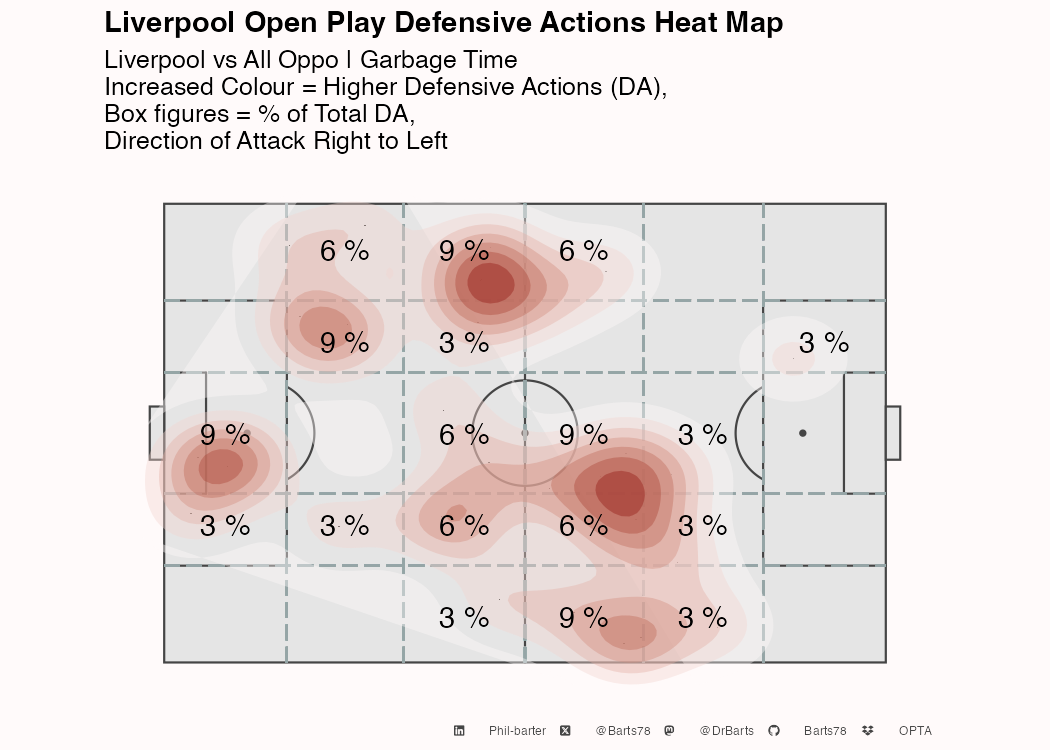 Liverpool Open Play Defensive Actions Heat Map
Liverpool vs All Oppo | Garbage Time
Increased Colour = Higher Defensive Actions (DA),
Box figures = % of Total DA,
Direction of Attack Right to Left
6 % 9 % 6 %
9 % 3 % 3 %
9 % 6 % 9 % 3 %
3 % 3 % 6 % 6 % 3 %
3 % 9 % 3 %
Phil-barter @Barts78 @DrBarts Barts78 OPTA